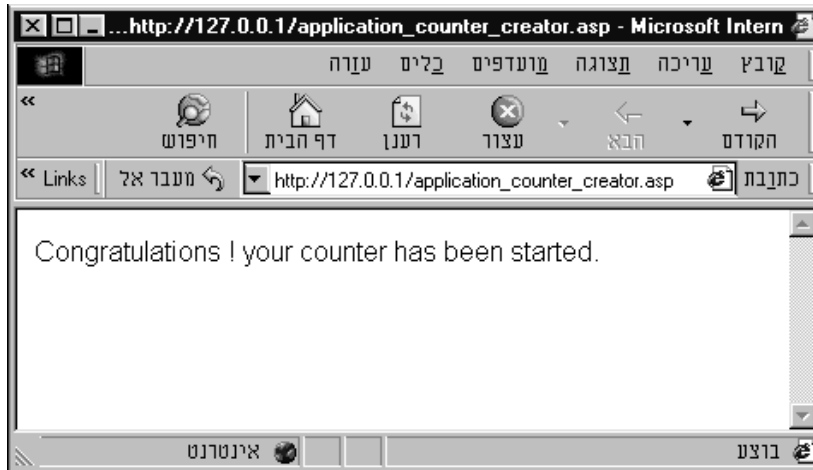 ...http://127.0.0.1/application_counter_creator.asp - Microsoft Intern
קובץ עריכה תצוגה מועדפים כלים עזרה
הקודם הבא עצור רענן דף הבית חיפוש »
כתובת http://127.0.0.1/application_counter_creator.asp מעבר אל Links »
Congratulations ! your counter has been started.
בוצע אינטרנט